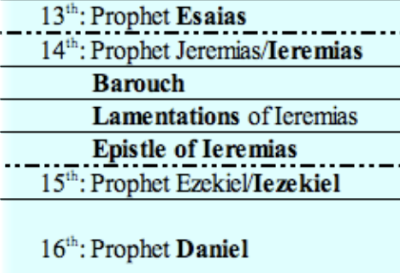 13th: Prophet Esaias
14th: Prophet Jeremias/Ieremias
Barouch
Lamentations of Ieremias
Epistle of Ieremias
15th: Prophet Ezekiel/Iezekiel
16th: Prophet Daniel